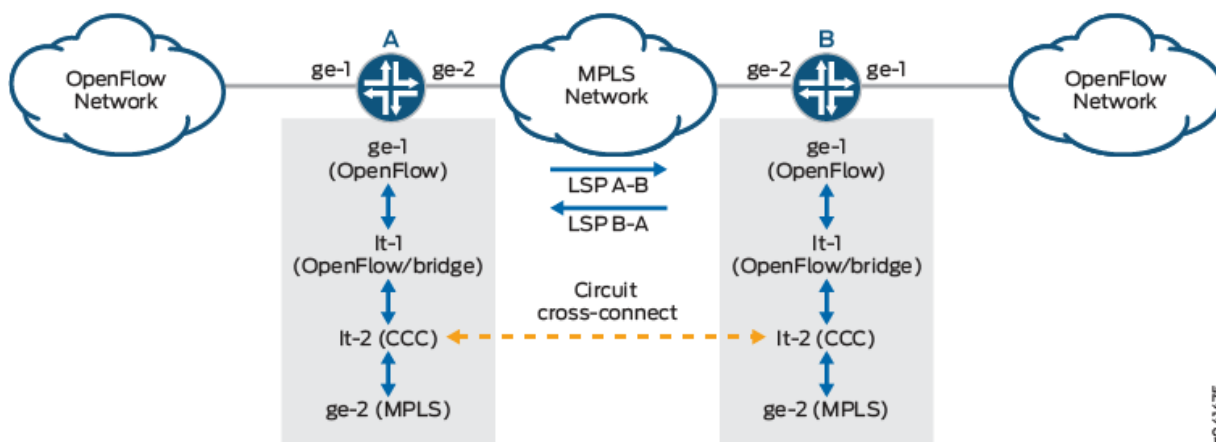 A
B
OpenFlow
Network
ge-1
ge-2
MPLS
Network
ge-2
ge-1
OpenFlow
Network
ge-1
(OpenFlow)
lt-1
(OpenFlow/bridge)
lt-2 (CCC)
ge-2 (MPLS)
LSP A-B
LSP B-A
Circuit
cross-connect
ge-1
(OpenFlow)
lt-1
(OpenFlow/bridge)
lt-2 (CCC)
ge-2 (MPLS)